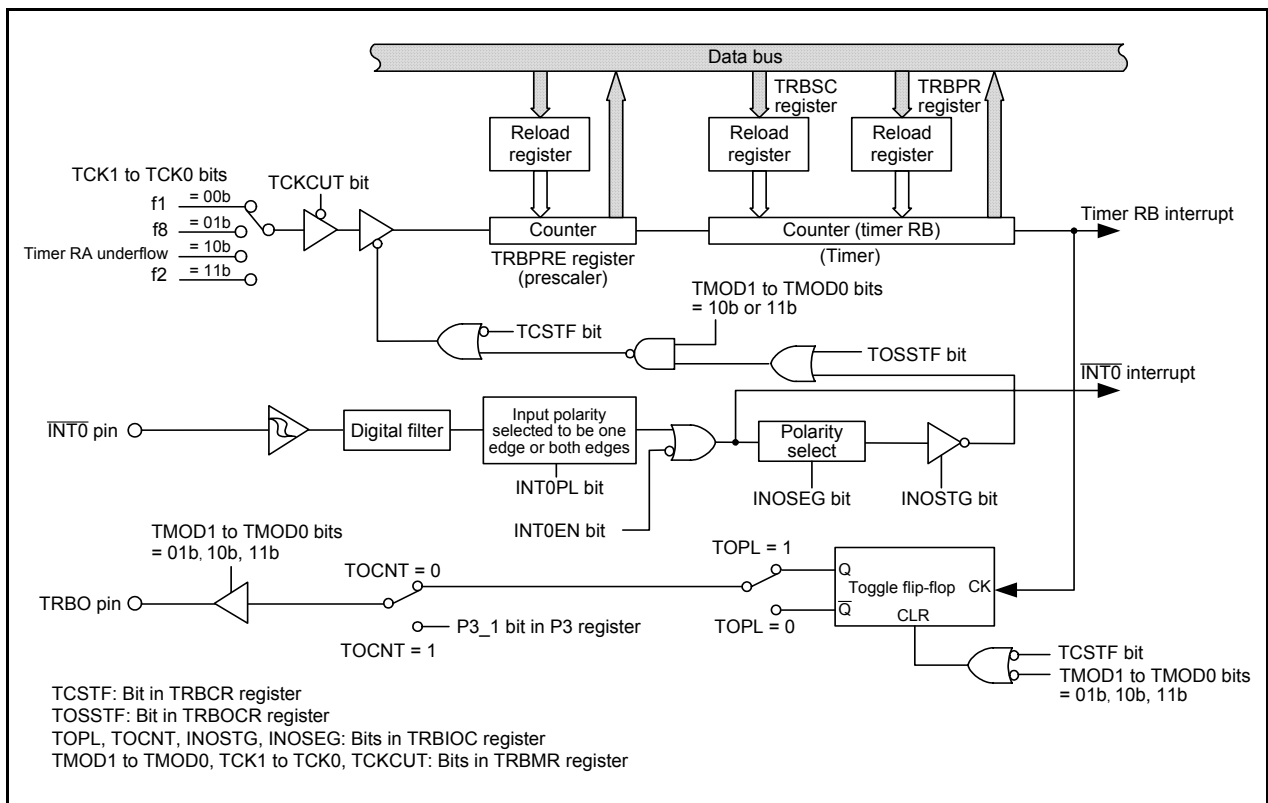 Data bus
TRBSC
register
TRBPR
register
Reload
register
Reload
register
Reload
register
TCK1 to TCK0 bits
TCKCUT bit
f1
= 00b
f8
= 01b
Timer RA underflow
= 10b
f2
= 11b
Counter
TRBPRE register
(prescaler)
Counter (timer RB)
(Timer)
Timer RB interrupt
TMOD1 to TMOD0 bits
= 10b or 11b
TCSTF bit
TOSSTF bit
INT0 interrupt
INT0 pin
Digital filter
Input polarity
selected to be one
edge or both edges
Polarity
select
INT0PL bit
INOSEG bit
INOSTG bit
INT0EN bit
TMOD1 to TMOD0 bits
= 01b, 10b, 11b
TRBO pin
TOCNT = 0
P3_1 bit in P3 register
TOCNT = 1
TOPL = 1
TOPL = 0
Q
Toggle flip-flop
CK
Q
CLR
TCSTF bit
TMOD1 to TMOD0 bits
= 01b, 10b, 11b
TCSTF: Bit in TRBCR register
TOSSTF: Bit in TRBOCR register
TOPL, TOCNT, INOSTG, INOSEG: Bits in TRBIOC register
TMOD1 to TMOD0, TCK1 to TCK0, TCKCUT: Bits in TRBMR register